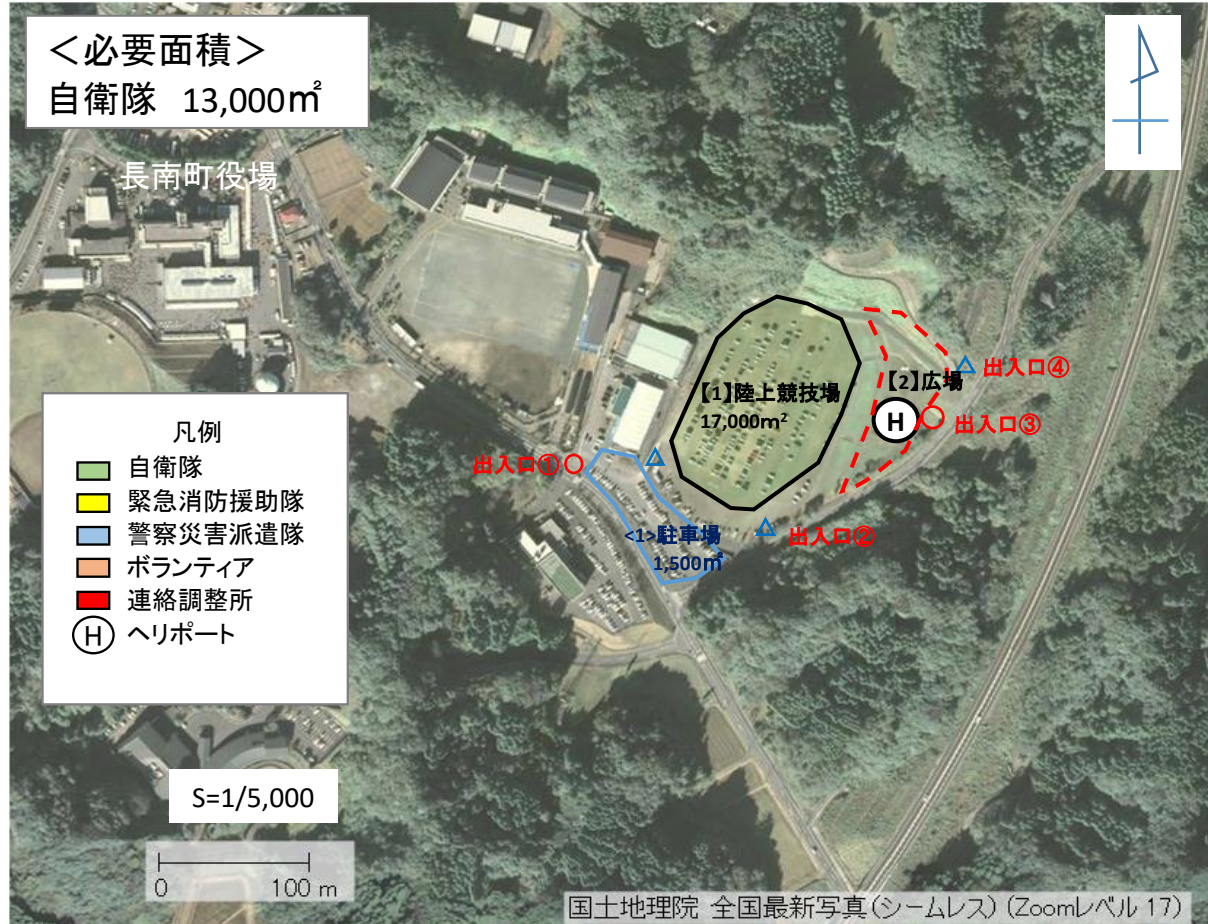 ＜必要面積＞
自衛隊 13,000㎡
長南町役場
【1】陸上競技場
17,000m²
【2】広場
H
出入口④
出入口③
出入口①
出入口②
<1>駐車場
1,500㎡
凡例
自衛隊
緊急消防援助隊
警察災害派遣隊
ボランティア
連絡調整所
H ヘリポート
S=1/5,000
0 100 m
国土地理院 全国最新写真(シームレス) (Zoomレベル 17)